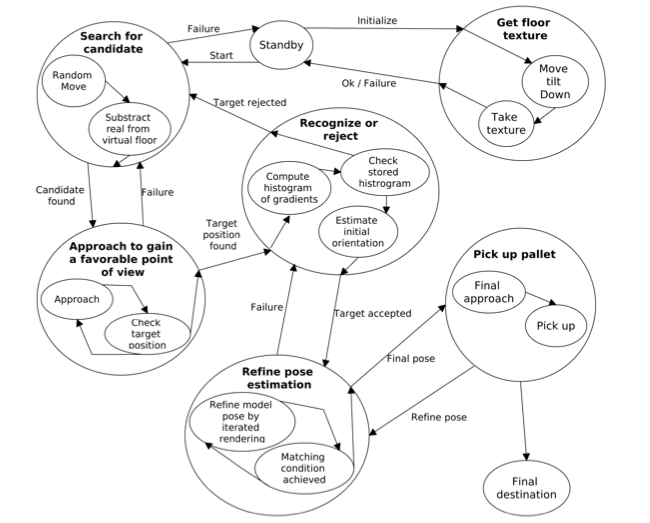 Search for
candidate
Random
Move
Substract
real from
virtual floor
Failure
Start
Standby
Initialize
Ok / Failure
Get floor
texture
Move
tilt
Down
Take
texture
Target rejected
Recognize or
reject
Compute
histogram
of gradients
Check
stored
histrogram
Estimate
initial
orientation
Candidate
found
Failure
Target
position
found
Approach to gain
a favorable point
of view
Approach
Check
target
position
Failure
Target accepted
Pick up pallet
Final
approach
Pick up
Final pose
Refine pose
Refine pose
estimation
Refine model
pose by
iterated
rendering
Matching
condition
achieved
Final
destination